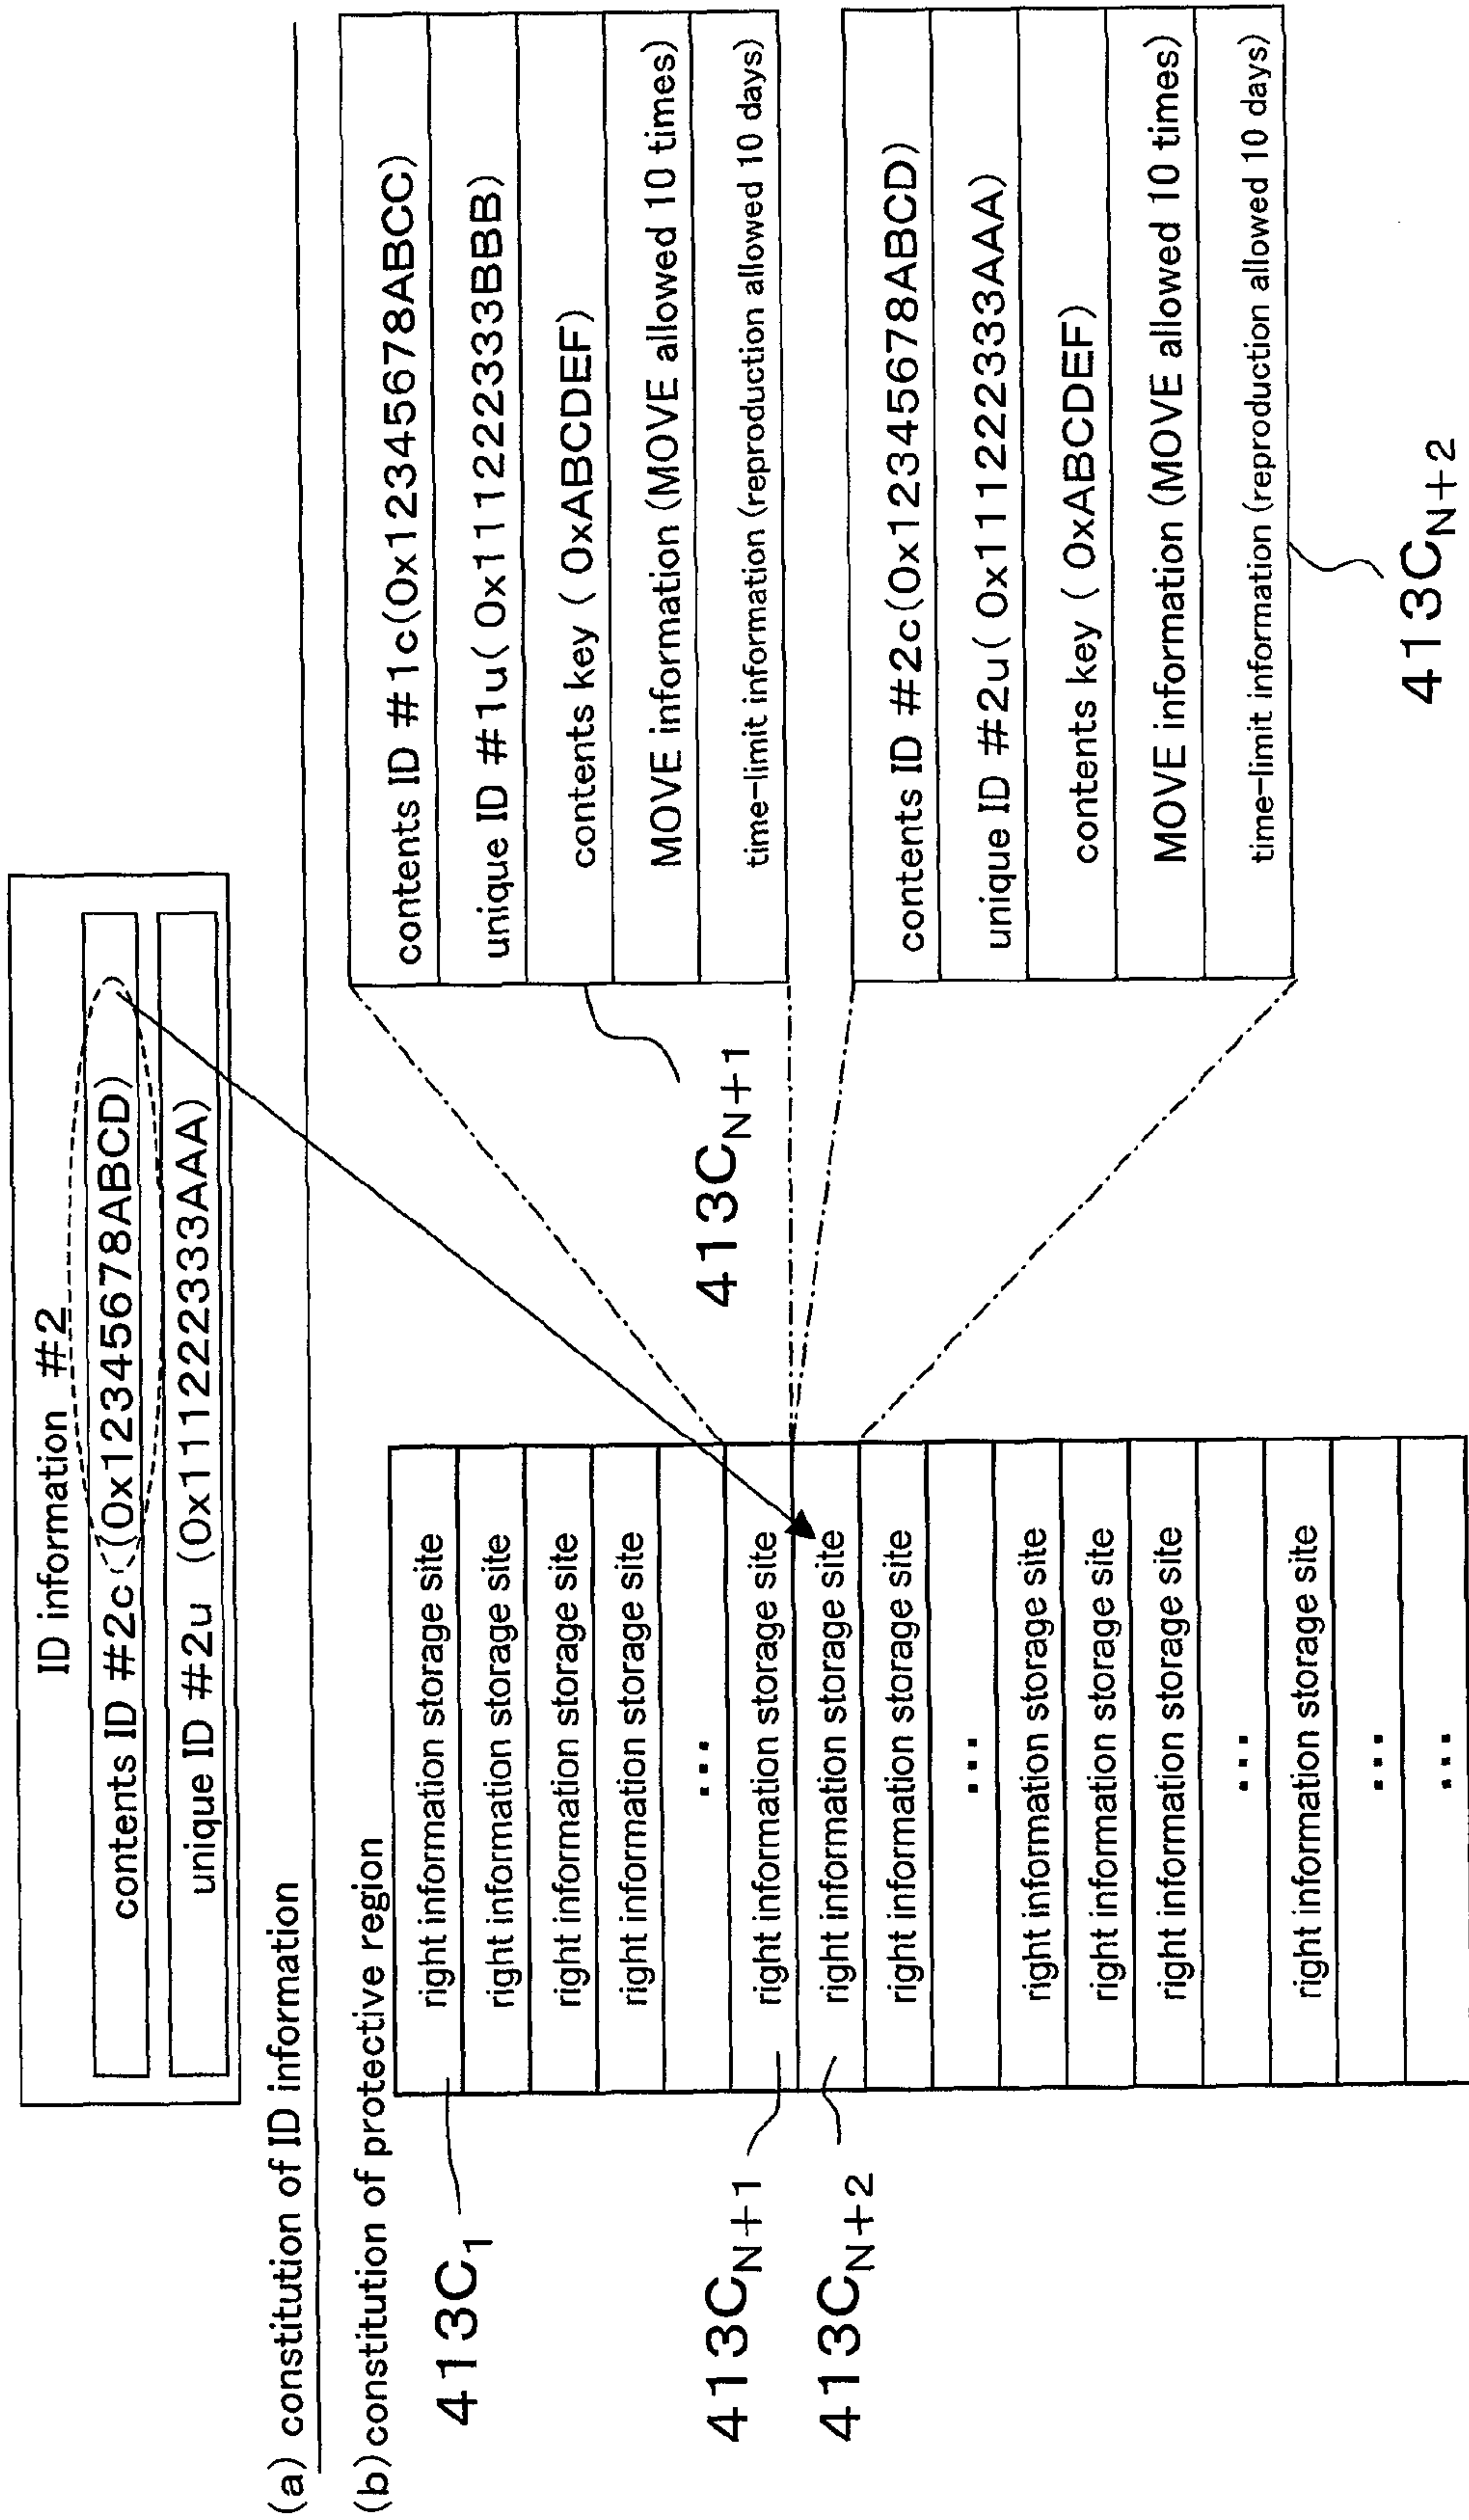 (a) constitution of ID information
ID information #2
contents ID #2c (0x12345678ABCD)
unique ID #2u (0x111222333AAA)
(b) constitution of protective region
413C1
413CN+1
413CN+2
right information storage site
right information storage site
right information storage site
right information storage site
...
right information storage site
right information storage site
right information storage site
...
right information storage site
right information storage site
right information storage site
...
right information storage site
...
...
413CN+1
contents ID #1c(0x12345678ABCC)
unique ID #1u( 0x111222333BBB)
contents key ( 0xABCDEF)
MOVE information (MOVE allowed 10 times)
time-limit information (reproduction allowed 10 days)
contents ID #2c(0x12345678ABCD)
unique ID #2u( 0x111222333AAA)
contents key ( 0xABCDEF)
MOVE information (MOVE allowed 10 times)
time-limit information (reproduction allowed 10 days)
413CN+2